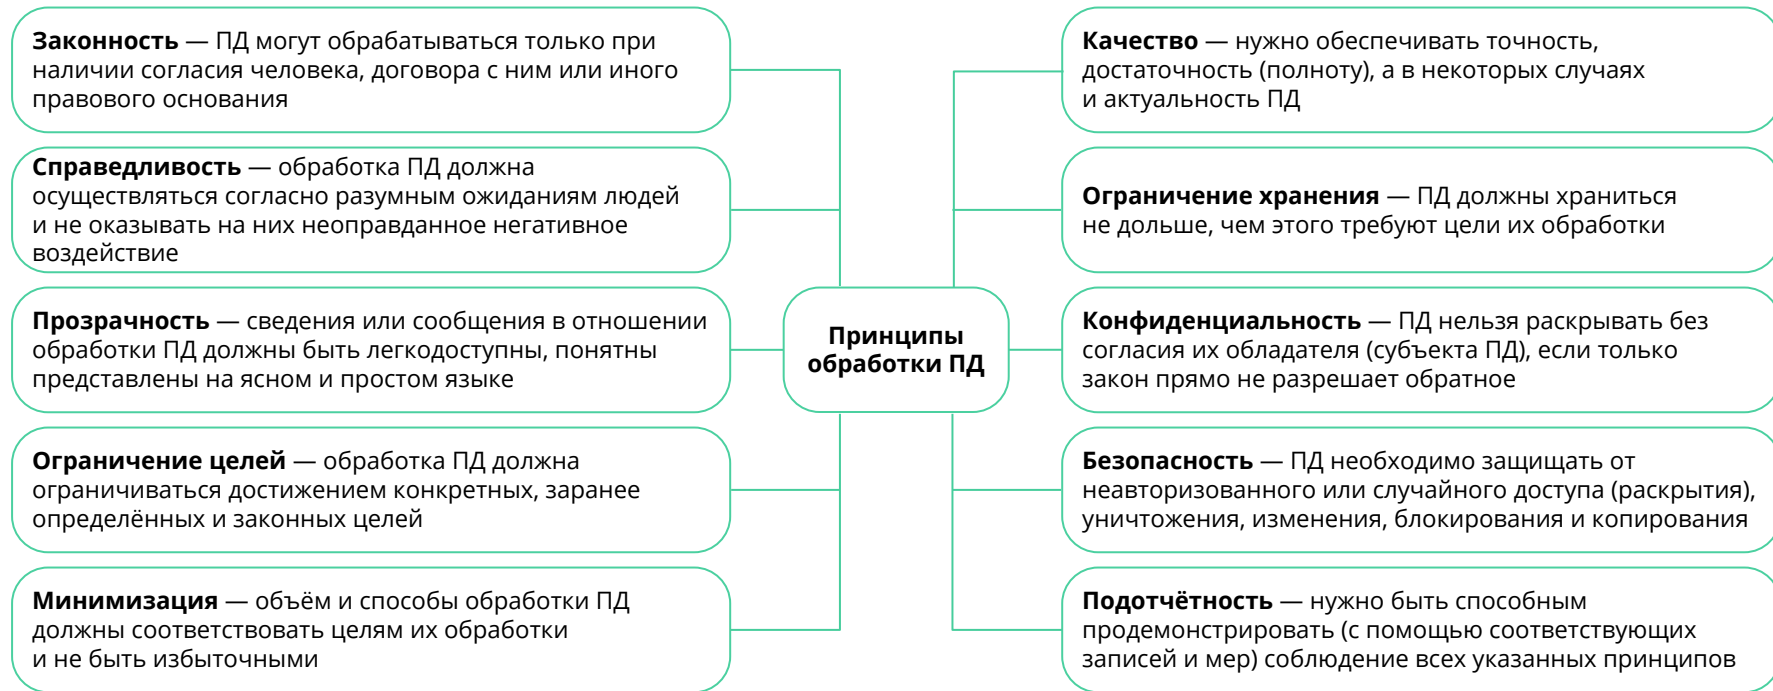 Законность — ПД могут обрабатываться только при
наличии согласия человека, договора с ним или иного
правового основания
Справедливость — обработка ПД должна
осуществляться согласно разумным ожиданиям людей
и не оказывать на них неоправданное негативное
воздействие
Прозрачность — сведения или сообщения в отношении
обработки ПД должны быть легкодоступны, понятны
представлены на ясном и простом языке
Ограничение целей — обработка ПД должна
ограничиваться достижением конкретных, заранее
определённых и законных целей
Минимизация — объём и способы обработки ПД
должны соответствовать целям их обработки
и не быть избыточными
Принципы
обработки ПД
Качество — нужно обеспечивать точность,
достаточность (полноту), а в некоторых случаях
и актуальность ПД
Ограничение хранения — ПД должны храниться
не дольше, чем этого требуют цели их обработки
Конфиденциальность — ПД нельзя раскрывать без
согласия их обладателя (субъекта ПД), если только
закон прямо не разрешает обратное
Безопасность — ПД необходимо защищать от
неавторизованного или случайного доступа (раскрытия),
уничтожения, изменения, блокирования и копирования
Подотчётность — нужно быть способным
продемонстрировать (с помощью соответствующих
записей и мер) соблюдение всех указанных принципов